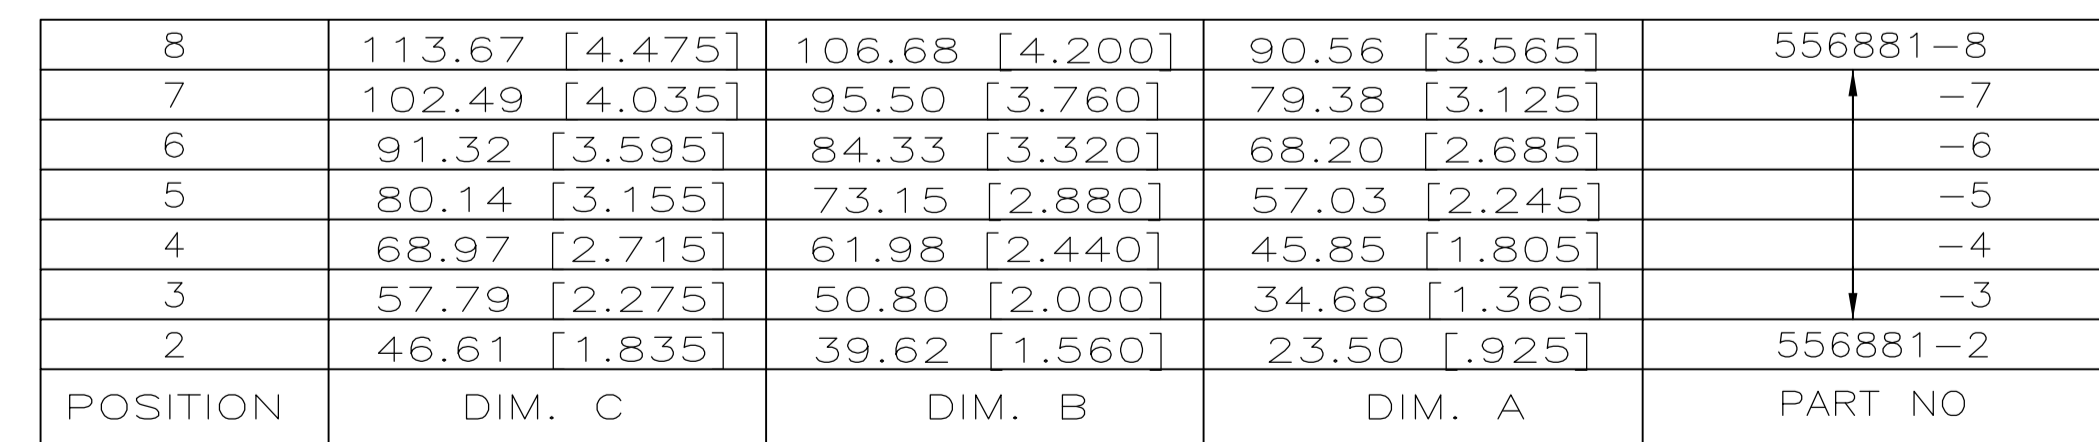 8 113.67 [4.475] 106.68 [4.200] 90.56 [3.565] 556881-8
7 102.49 [4.035] 95.50 [3.760] 79.38 [3.125] -7
6 91.32 [3.595] 84.33 [3.320] 68.20 [2.685] -6
5 80.14 [3.155] 73.15 [2.880] 57.03 [2.245] -5
4 68.97 [2.715] 61.98 [2.440] 45.85 [1.805] -4
3 57.79 [2.275] 50.80 [2.000] 34.68 [1.365] -3
2 46.61 [1.835] 39.62 [1.560] 23.50 [.925] 556881-2
POSITION DIM. C DIM. B DIM. A PART NO